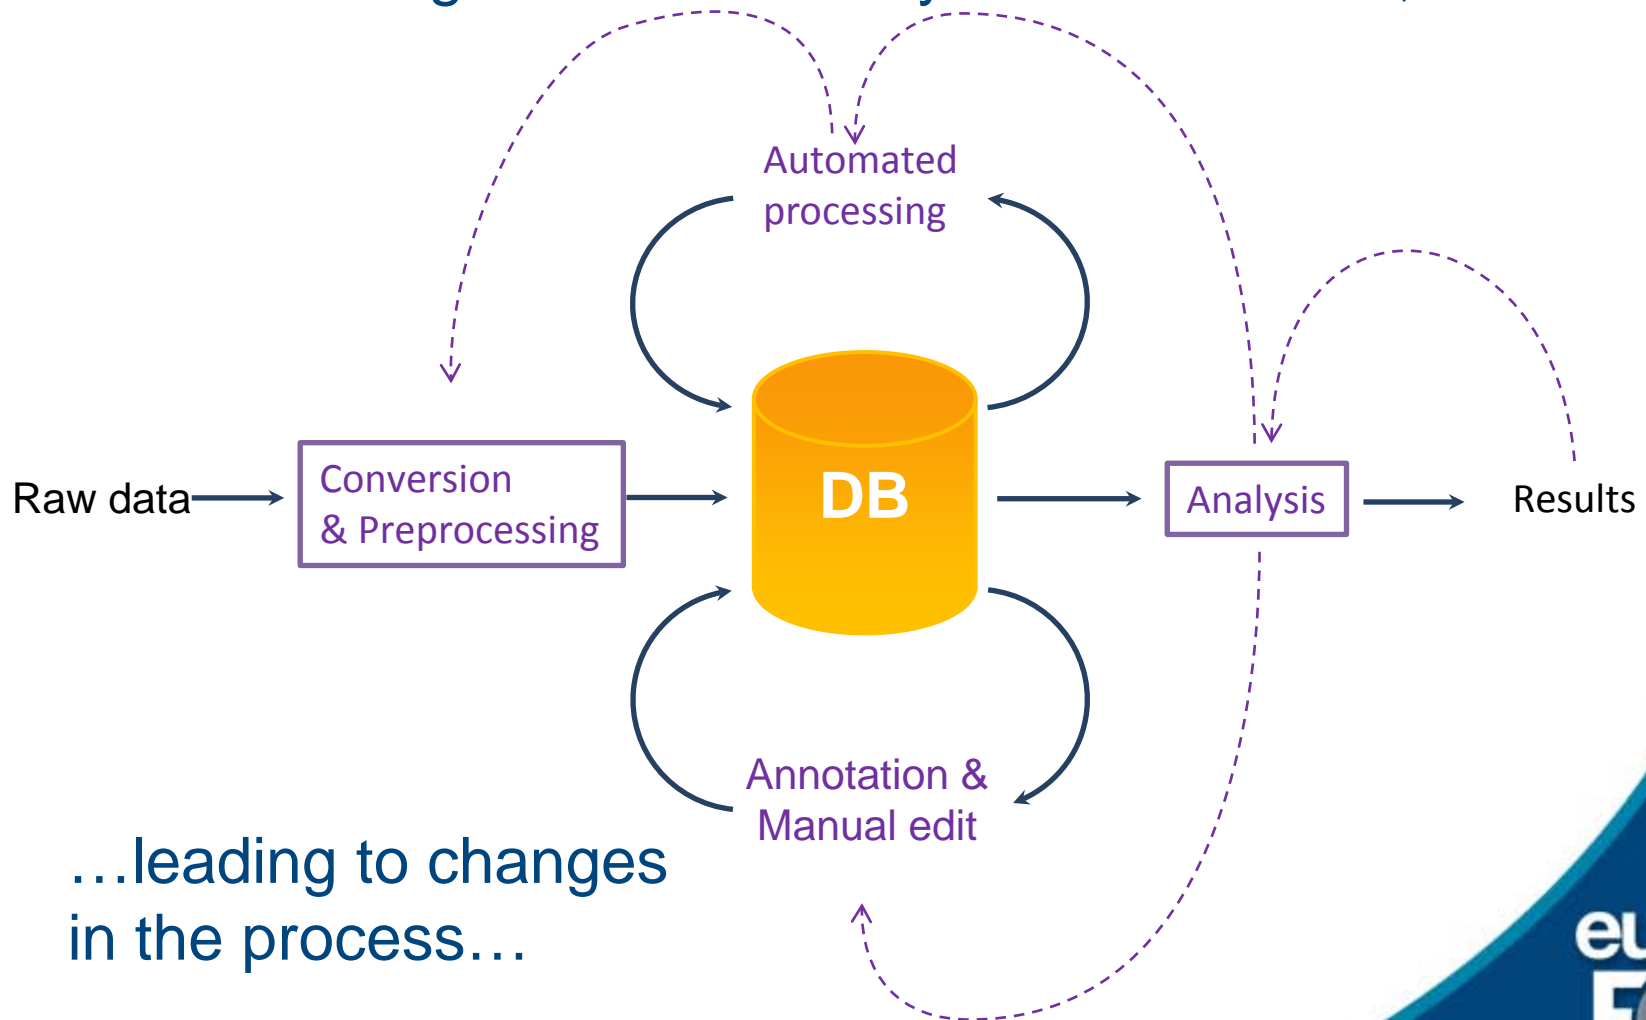 Automated
processing
Raw data
Conversion
& Preprocessing
DB
Analysis
Results
Annotation &
Manual edit
…leading to changes
in the process…